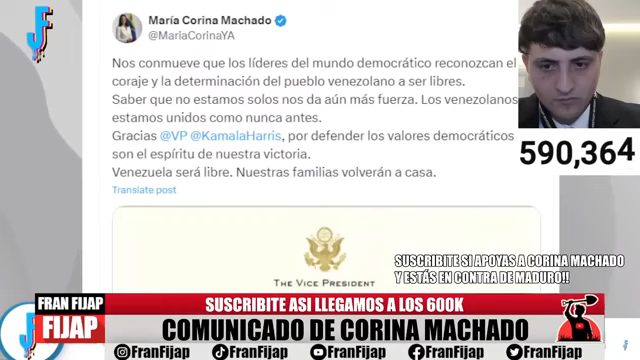 María Corina Machado
@MariaCorinaYA
Nos conmueve que los líderes del mundo democrático reconozcan el
coraje y la determinación del pueblo venezolano a ser libres.
Saber que no estamos solos nos da aún más fuerza. Los venezolanos
estamos unidos como nunca antes.
Gracias @VP @KamalaHarris, por defender los valores democráticos
son el espíritu de nuestra victoria.
Venezuela será libre. Nuestras familias volverán a casa.
Translate post
590,364
THE VICE PRESIDENT
SUSCRIBITE SI APOYAS A CORINA MACHADO
Y ESTÁS EN CONTRA DE MADURO!!
FRAN FIJAP
FIJAP
SUSCRIBITE ASI LLEGAMOS A LOS 600K
COMUNICADO DE CORINA MACHADO
@FranFijap
@FranFijap
@FranFijap
@FranFijap